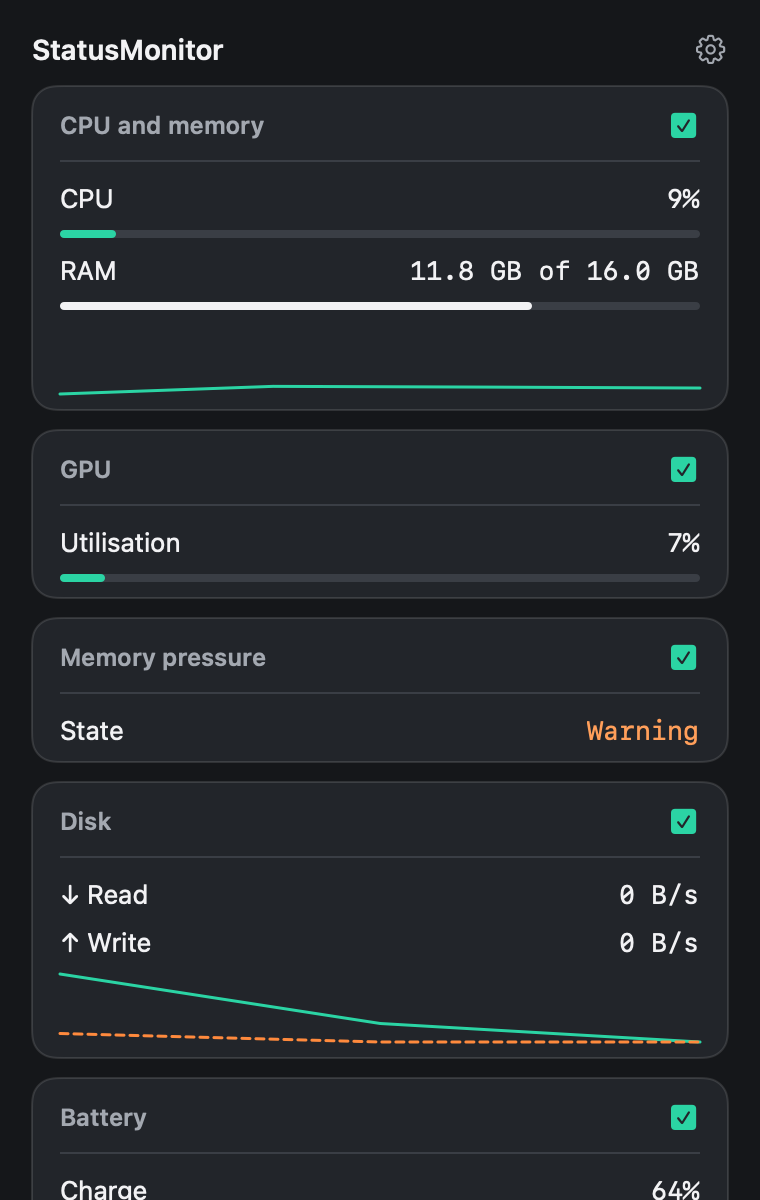 StatusMonitor
CPU and memory
CPU 9%
RAM 11.8 GB of 16.0 GB
GPU
Utilisation 7%
Memory pressure
State Warning
Disk
↓ Read 0 B/s
↑ Write 0 B/s
Battery
Charge 64%